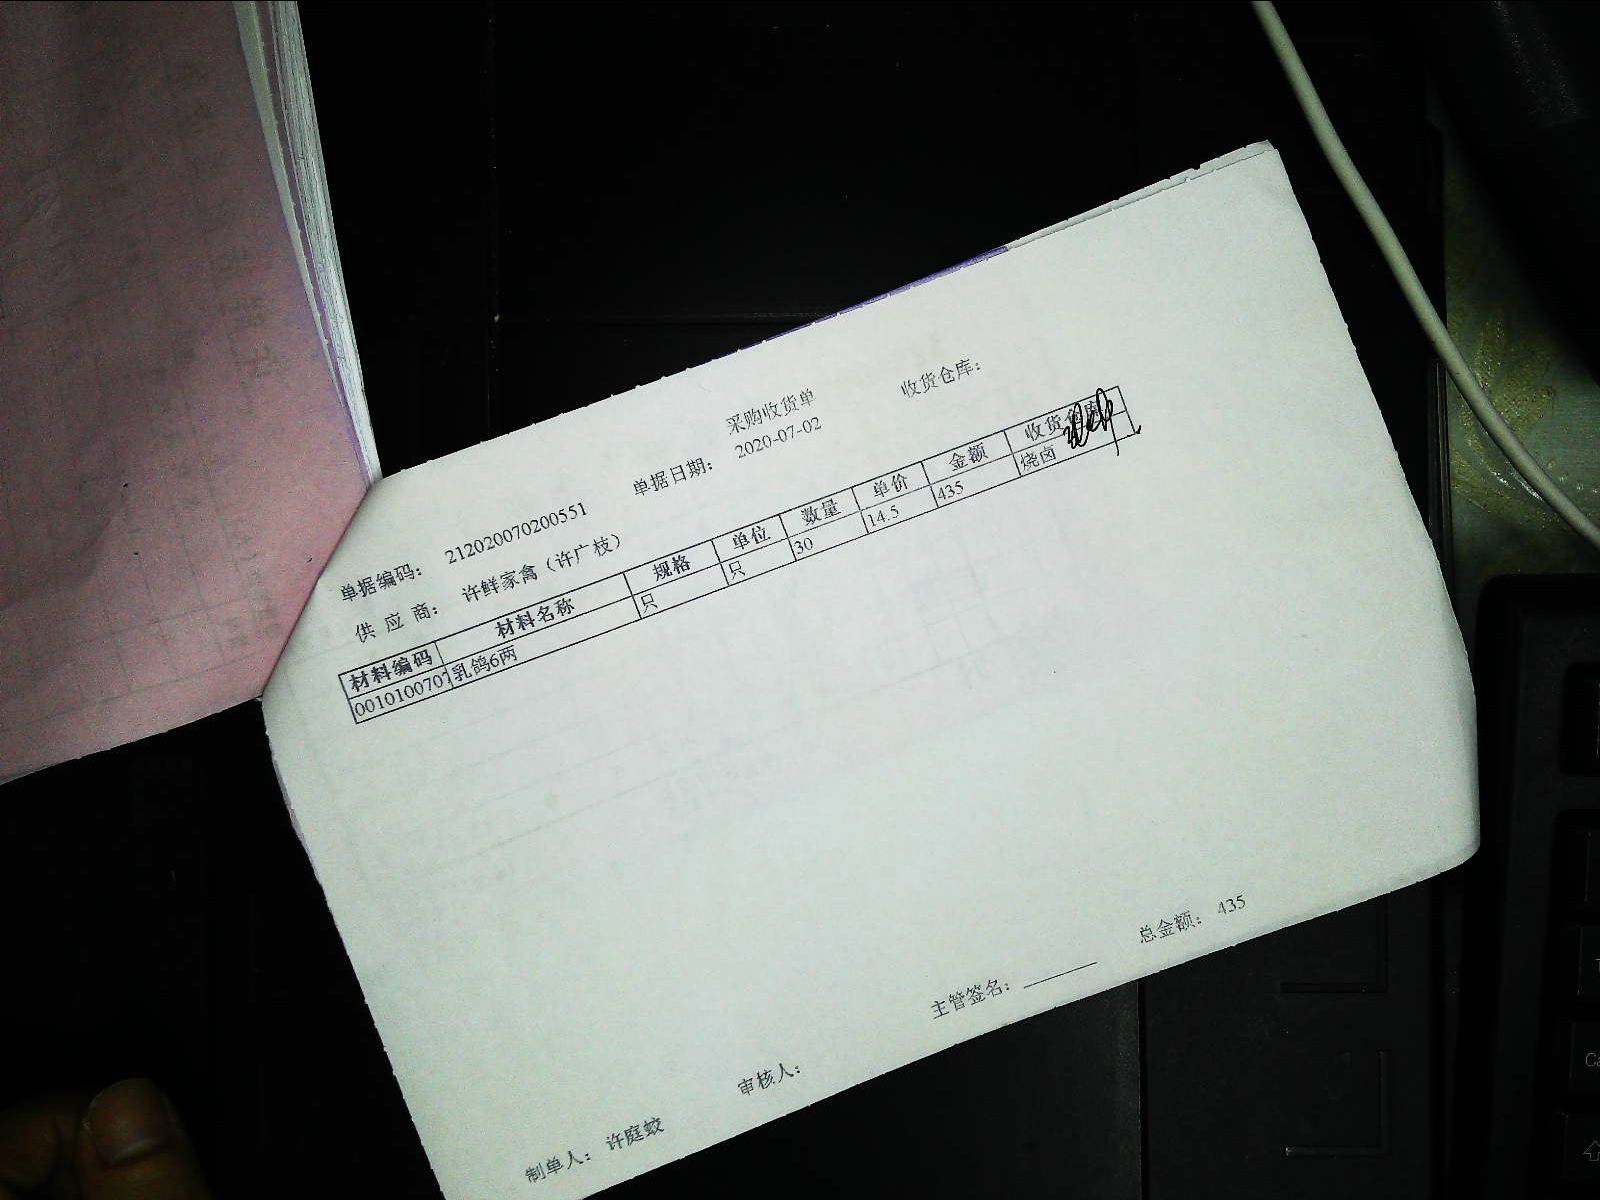 采购收货单
单据编码： 212020070200551 单据日期： 2020-07-02 收货仓库：
供 应 商： 许鲜家禽（许广枝）
材料编码 材料名称 规格 单位 数量 单价 金额 收货
0010100707 乳鸽6两 只 只 30 14.5 435 烧卤
总金额： 435
制单人： 许庭蛟 审核人： 主管签名：